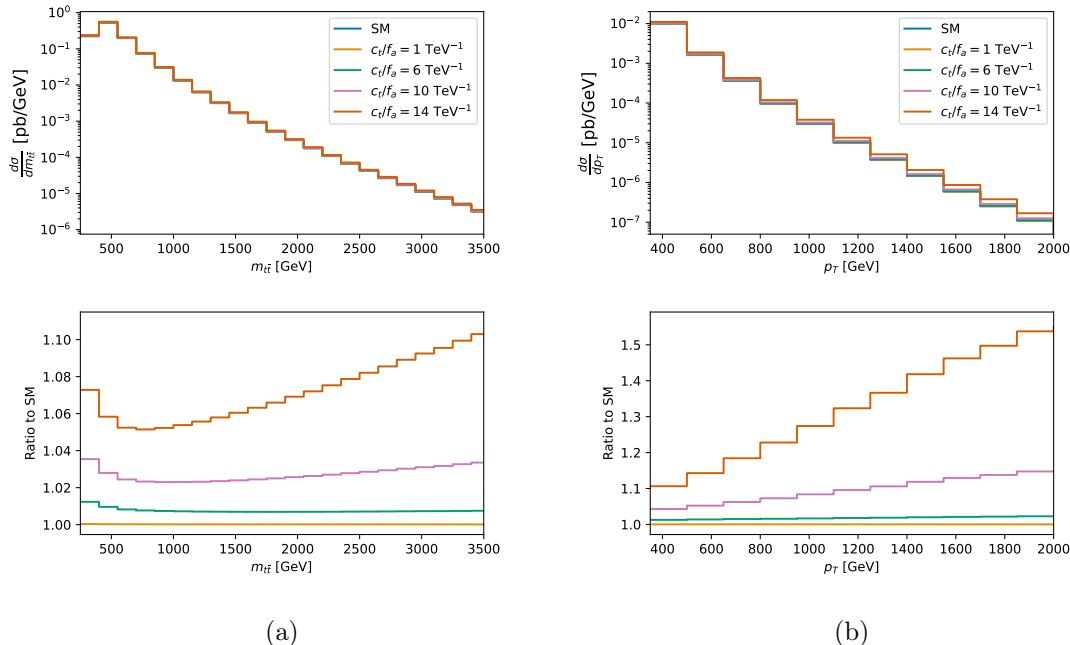 10⁰
10⁻¹
10⁻²
10⁻³
10⁻⁴
10⁻⁵
10⁻⁶
dσ/dm_{tt̄} [pb/GeV]
SM
c_t/f_a = 1 TeV⁻¹
c_t/f_a = 6 TeV⁻¹
c_t/f_a = 10 TeV⁻¹
c_t/f_a = 14 TeV⁻¹
500 1000 1500 2000 2500 3000 3500
m_{tt̄} [GeV]
10⁻²
10⁻³
10⁻⁴
10⁻⁵
10⁻⁶
10⁻⁷
dσ/dp_T [pb/GeV]
SM
c_t/f_a = 1 TeV⁻¹
c_t/f_a = 6 TeV⁻¹
c_t/f_a = 10 TeV⁻¹
c_t/f_a = 14 TeV⁻¹
400 600 800 1000 1200 1400 1600 1800 2000
p_T [GeV]
1.10
1.08
1.06
1.04
1.02
1.00
Ratio to SM
500 1000 1500 2000 2500 3000 3500
m_{tt̄} [GeV]
1.5
1.4
1.3
1.2
1.1
1.0
Ratio to SM
400 600 800 1000 1200 1400 1600 1800 2000
p_T [GeV]
(a)
(b)